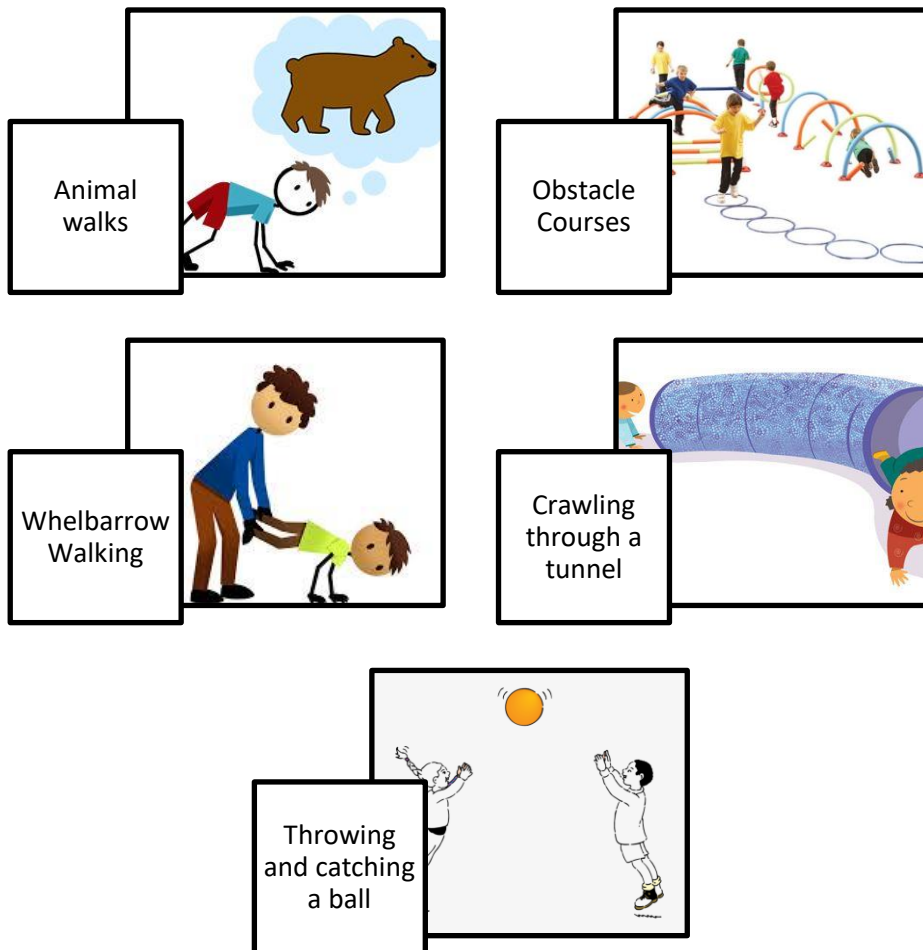 Animal
walks
Obstacle
Courses
Whelbarrow
Walking
Crawling
through a
tunnel
Throwing
and catching
a ball